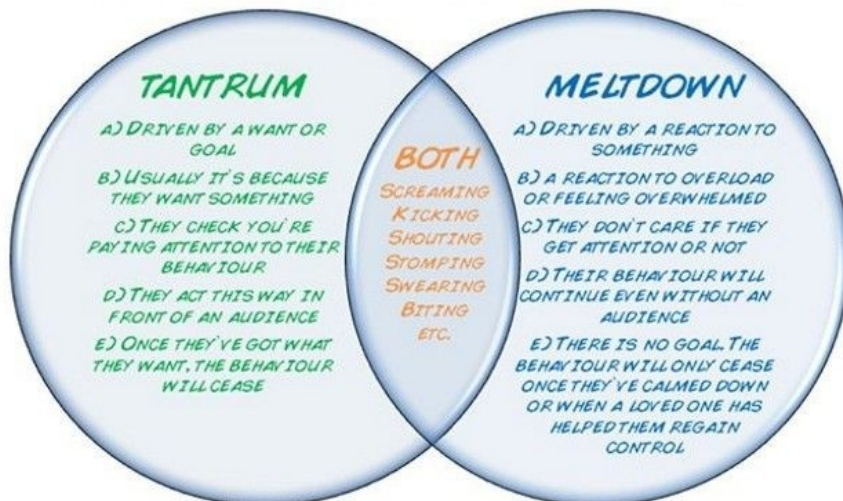 TANTRUM
A) DRIVEN BY A WANT OR
GOAL
B) USUALLY IT'S BECAUSE
THEY WANT SOMETHING
C) THEY CHECK YOU'RE
PAYING ATTENTION TO THEIR
BEHAVIOUR
D) THEY ACT THIS WAY IN
FRONT OF AN AUDIENCE
E) ONCE THEY'VE GOT WHAT
THEY WANT, THE BEHAVIOUR
WILL CEASE
BOTH
SCREAMING
KICKING
SHOUTING
STOMPING
SWEARING
BITING
ETC.
MELTDOWN
A) DRIVEN BY A REACTION TO
SOMETHING
B) A REACTION TO OVERLOAD
OR FEELING OVERWHELMED
C) THEY DON'T CARE IF THEY
GET ATTENTION OR NOT
D) THEIR BEHAVIOUR WILL
CONTINUE EVEN WITHOUT AN
AUDIENCE
E) THERE IS NO GOAL. THE
BEHAVIOUR WILL ONLY CEASE
ONCE THEY'VE CALMED DOWN
OR WHEN A LOVED ONE HAS
HELPED THEM REGAIN
CONTROL